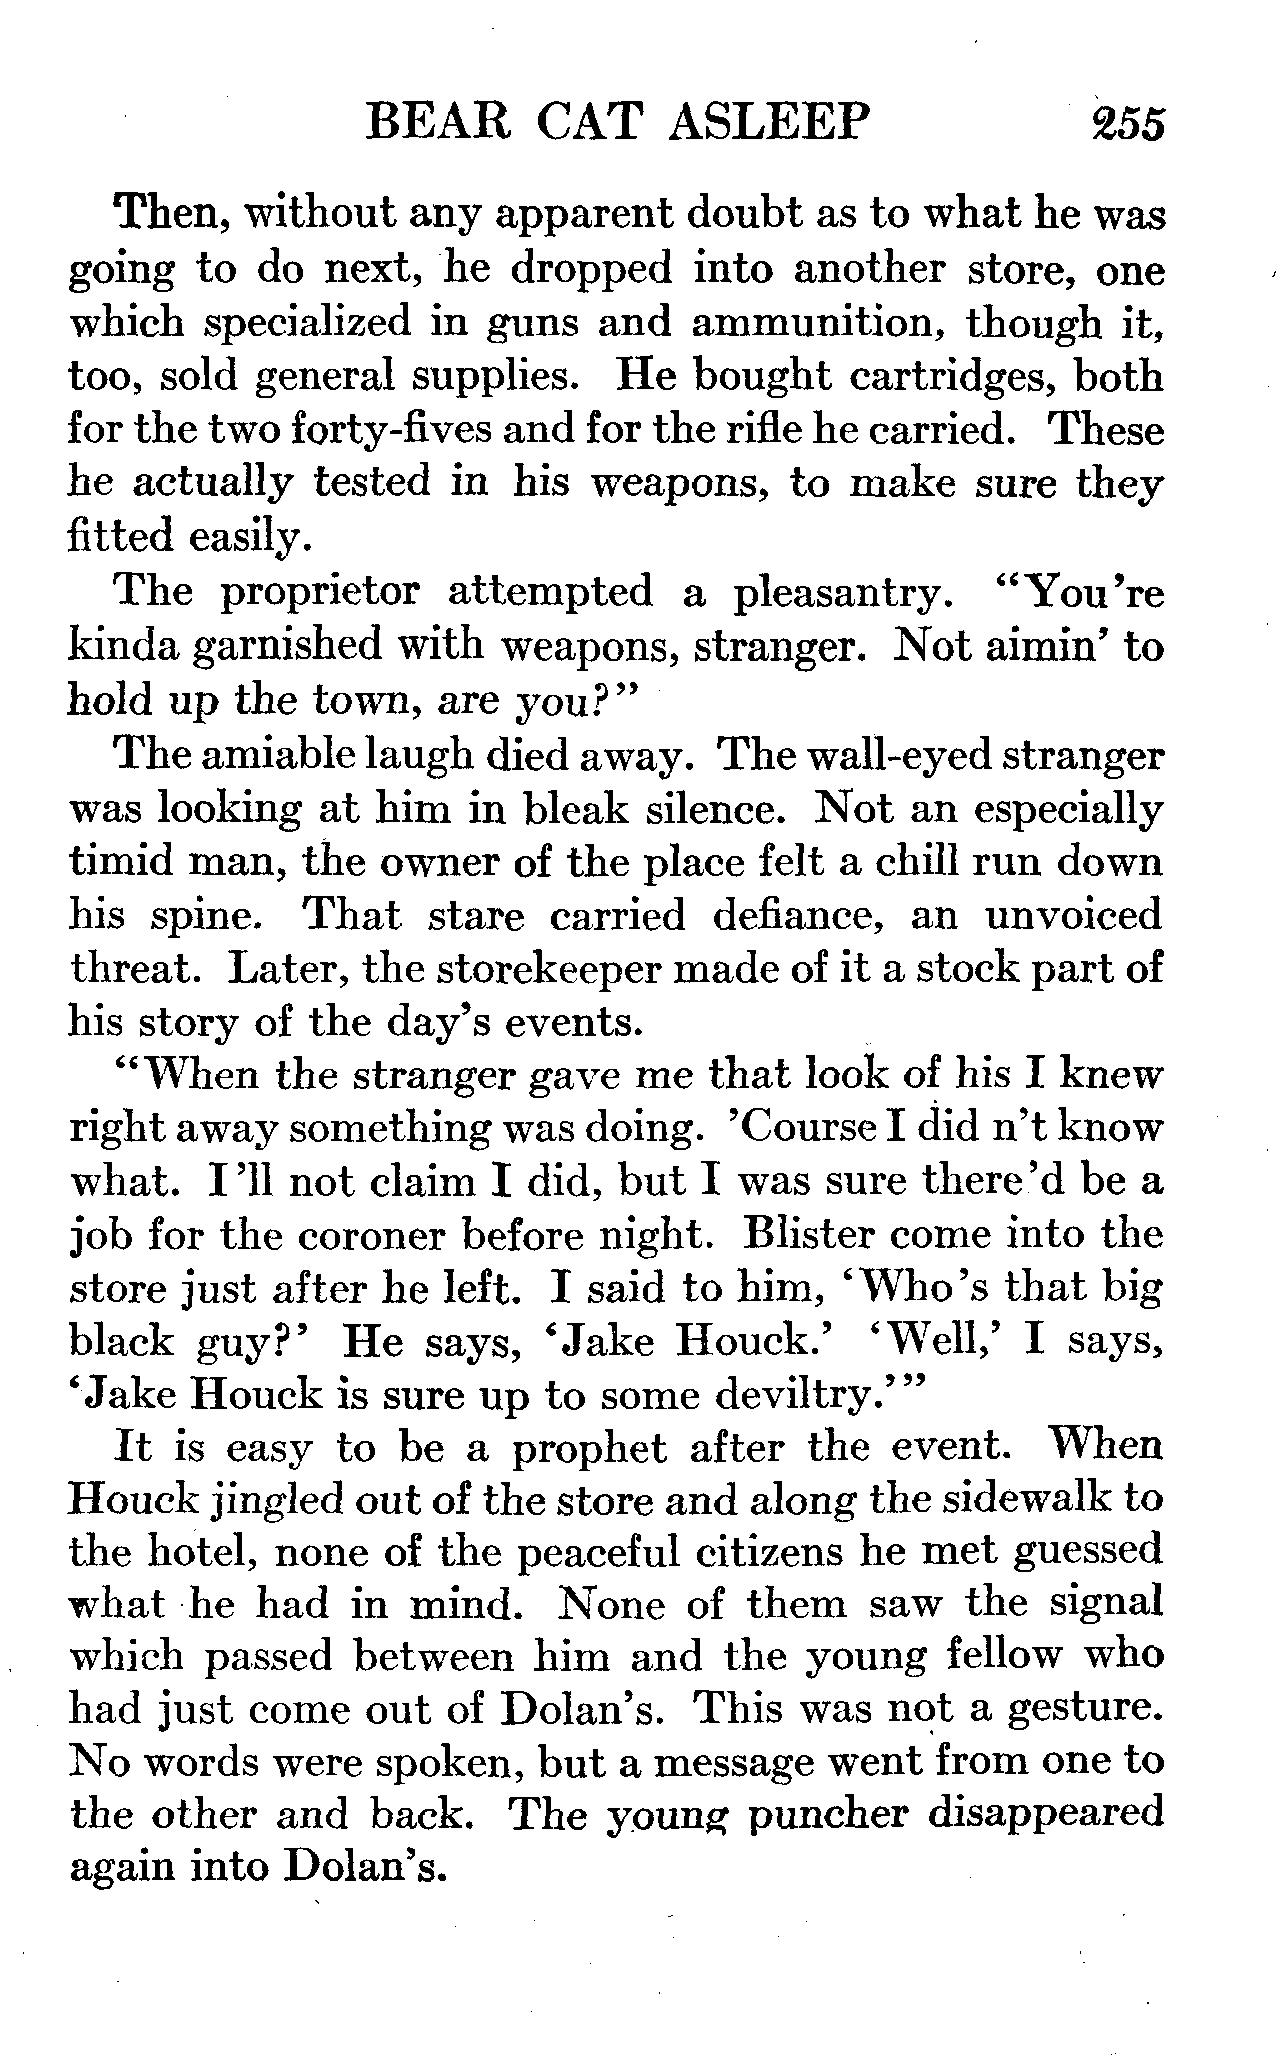 BEAR CAT ASLEEP 255
Then, without any apparent doubt as to what he was
going to do next, he dropped into another store, one
which specialized in guns and ammunition, though it,
too, sold general supplies. He bought cartridges, both
for the two forty-fives and for the rifle he carried. These
he actually tested in his weapons, to make sure they
fitted easily.
The proprietor attempted a pleasantry. “You're
kinda garnished with weapons, stranger. Not aimin' to
hold up the town, are you?”
The amiable laugh died away. The wall-eyed stranger
was looking at him in bleak silence. Not an especially
timid man, the owner of the place felt a chill run down
his spine. That stare carried defiance, an unvoiced
threat. Later, the storekeeper made of it a stock part of
his story of the day's events.
“When the stranger gave me that look of his I knew
right away something was doing. 'Course I did n't know
what. I 'll not claim I did, but I was sure there 'd be a
job for the coroner before night. Blister come into the
store just after he left. I said to him, ‘Who 's that big
black guy?’ He says, ‘Jake Houck.’ ‘Well,’ I says,
‘Jake Houck is sure up to some deviltry.’”
It is easy to be a prophet after the event. When
Houck jingled out of the store and along the sidewalk to
the hotel, none of the peaceful citizens he met guessed
what he had in mind. None of them saw the signal
which passed between him and the young fellow who
had just come out of Dolan's. This was not a gesture.
No words were spoken, but a message went from one to
the other and back. The young puncher disappeared
again into Dolan's.